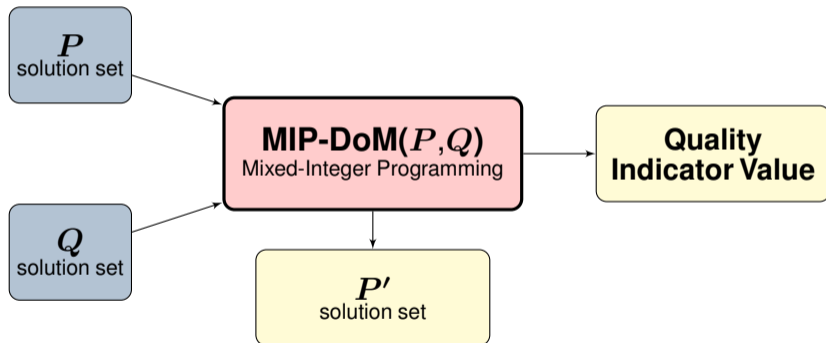 P
solution set
MIP-DoM(P,Q)
Mixed-Integer Programming
Quality
Indicator Value
Q
solution set
P′
solution set